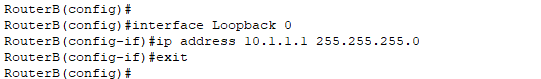 RouterB(config)#
RouterB(config)#interface Loopback 0
RouterB(config-if)#ip address 10.1.1.1 255.255.255.0
RouterB(config-if)#exit
RouterB(config)#